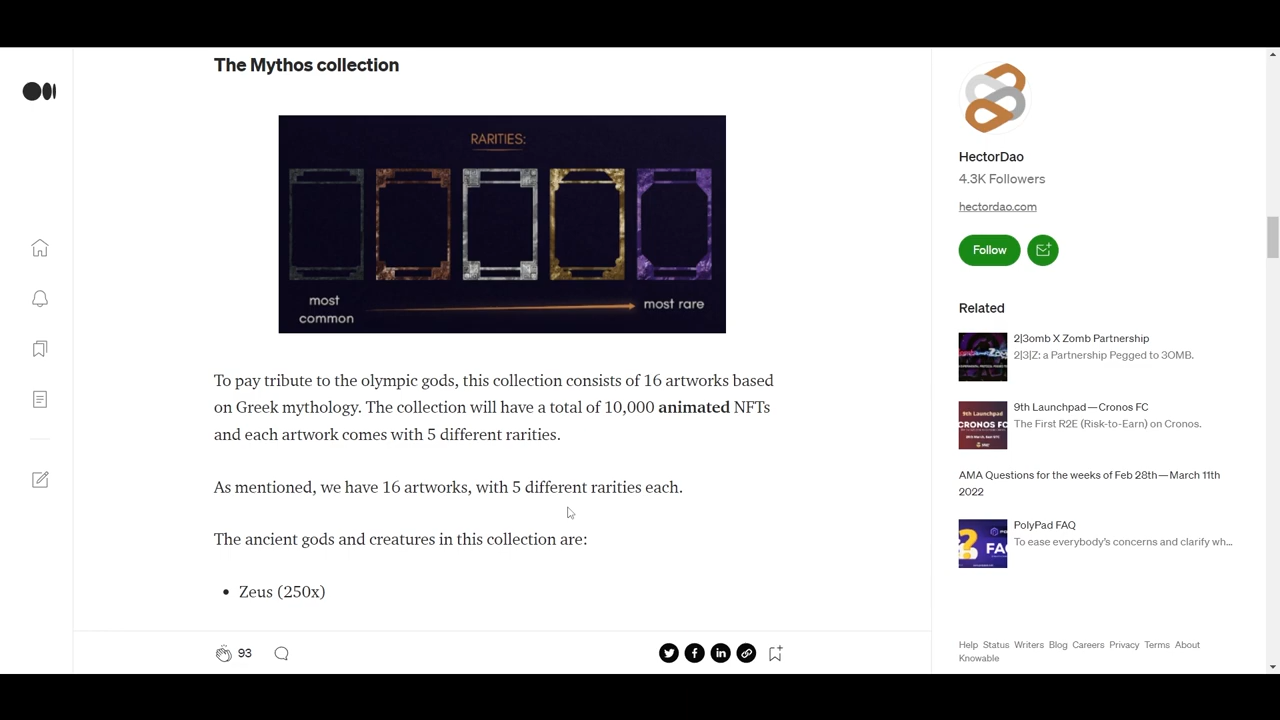 The Mythos collection
RARITIES:
most
common
most rare
To pay tribute to the olympic gods, this collection consists of 16 artworks based
on Greek mythology. The collection will have a total of 10,000 animated NFTs
and each artwork comes with 5 different rarities.
As mentioned, we have 16 artworks, with 5 different rarities each.
The ancient gods and creatures in this collection are:
• Zeus (250x)
93
HectorDao
4.3K Followers
hectordao.com
Follow
Related
2|3omb X Zomb Partnership
2|3|Z: a Partnership Pegged to 3OMB.
9th Launchpad
CRONOS FC
9th Launchpad — Cronos FC
The First R2E (Risk-to-Earn) on Cronos.
AMA Questions for the weeks of Feb 28th — March 11th
2022
FA
PolyPad FAQ
To ease everybody's concerns and clarify wh...
Help Status Writers Blog Careers Privacy Terms About
Knowable